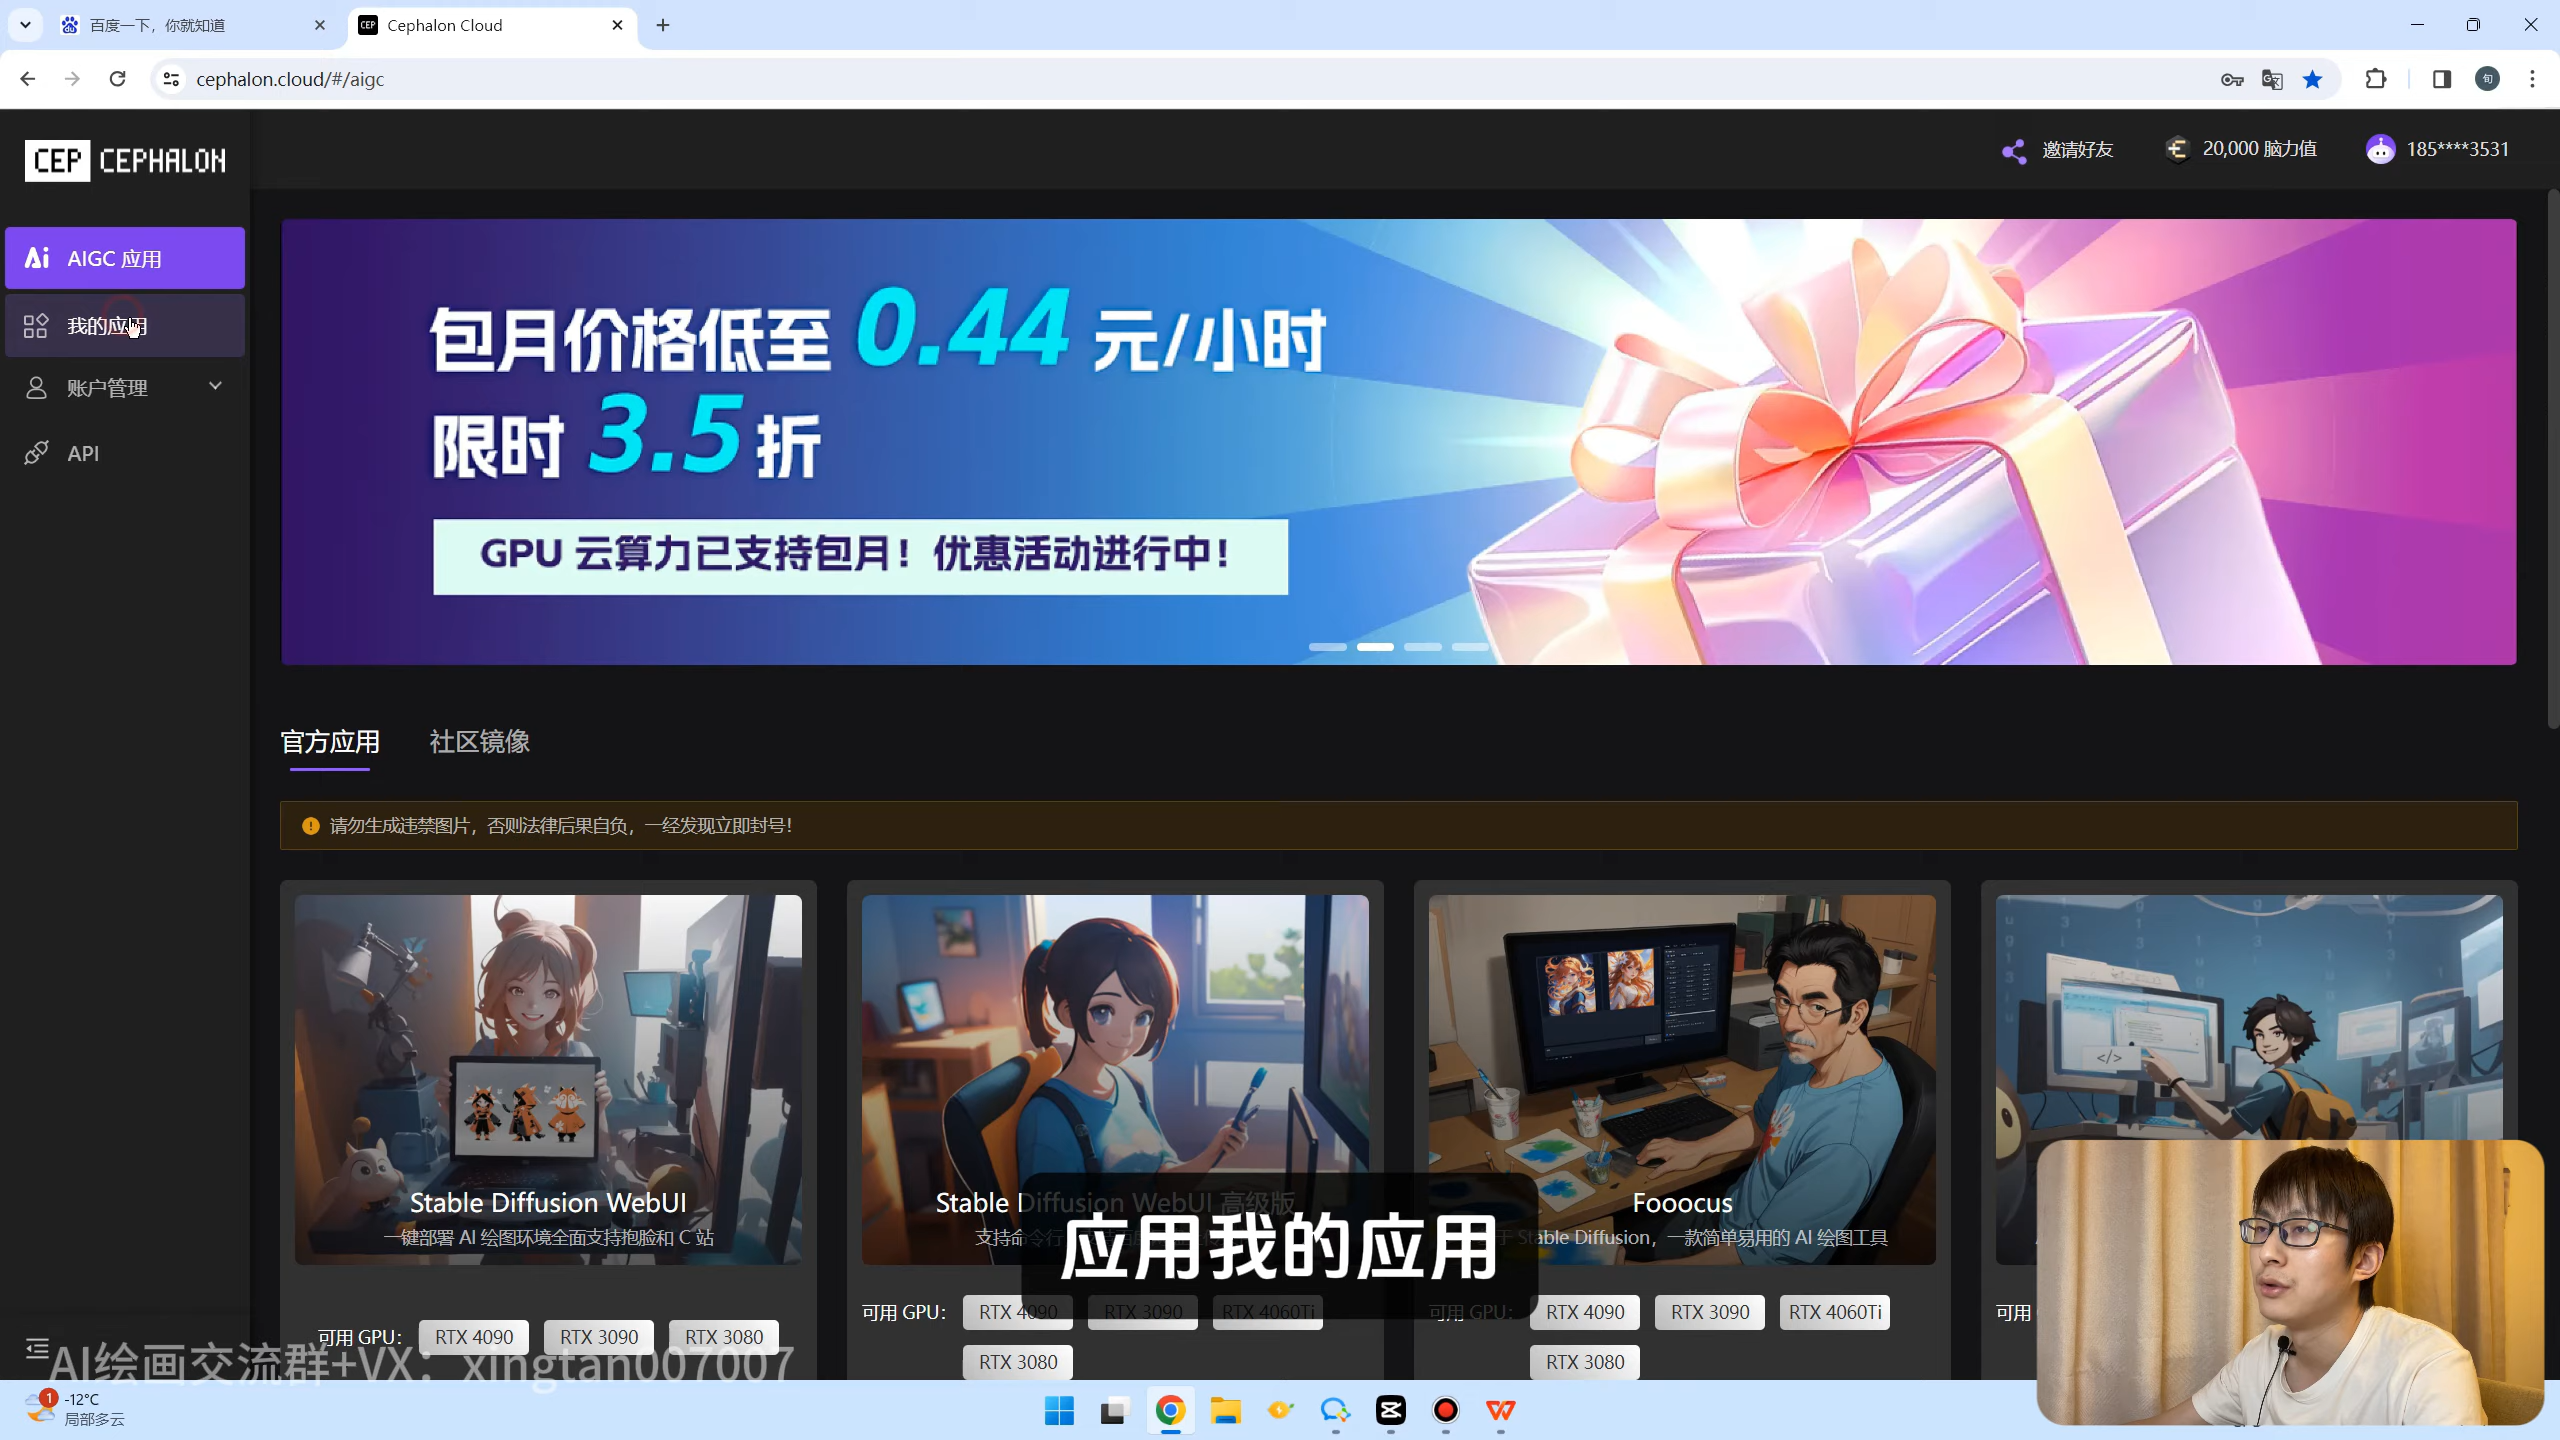 百度一下，你就知道
CEP
Cephalon Cloud
cephalon.cloud/#/aigc
旬
CEP CEPHALON
邀请好友
20,000 脑力值
185****3531
Ai AIGC 应用
我的应用
账户管理
API
包月价格低至 0.44 元/小时
限时 3.5 折
GPU 云算力已支持包月！优惠活动进行中！
官方应用
社区镜像
请勿生成违禁图片，否则法律后果自负，一经发现立即封号！
Stable Diffusion WebUI
一键部署 AI 绘图环境全面支持抱脸和 C 站
可用 GPU： RTX 4090 RTX 3090 RTX 3080
Stable Diffusion WebUI 高级版
支持命令行
可用 GPU： RTX 4090 RTX 3090 RTX 4060Ti
RTX 3080
Fooocus
Stable Diffusion，一款简单易用的 AI 绘图工具
可用 GPU： RTX 4090 RTX 3090 RTX 4060Ti
RTX 3080
可用
应用我的应用
AI绘画交流群+VX：xingtan007007
1
-12°C
局部多云